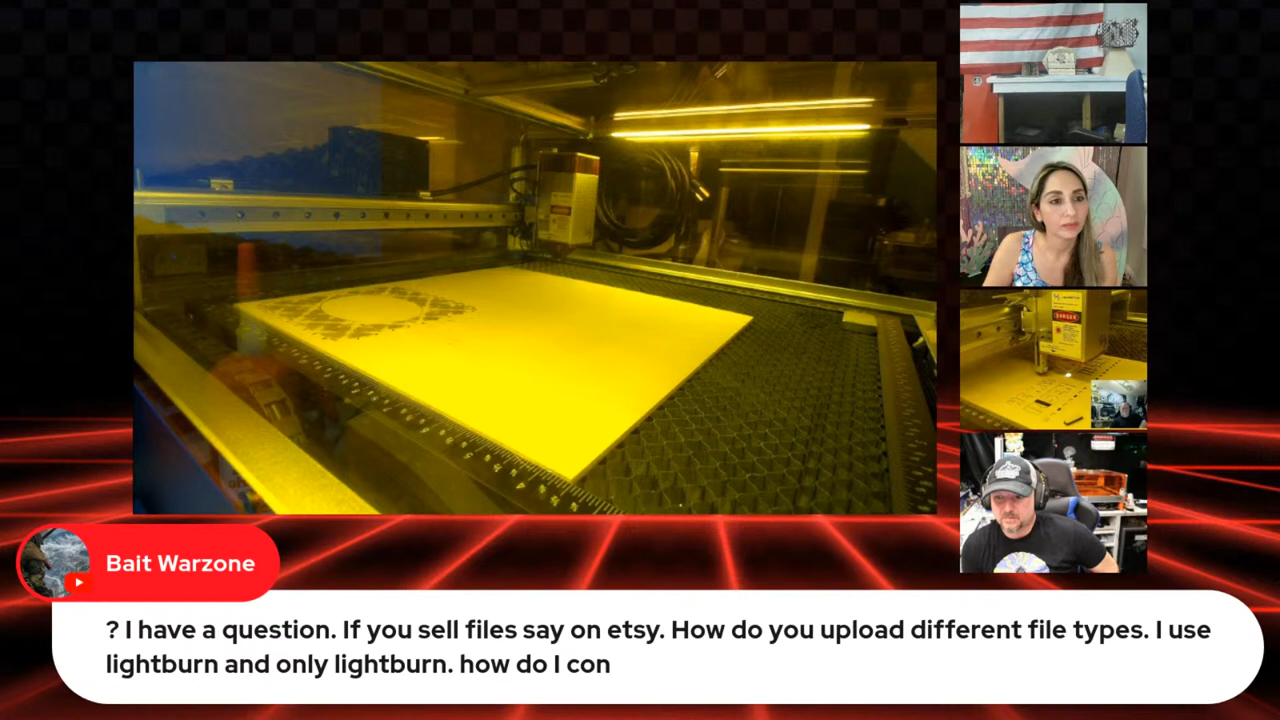 DANGER
Bait Warzone
? I have a question. If you sell files say on etsy. How do you upload different file types. I use
lightburn and only lightburn. how do I con